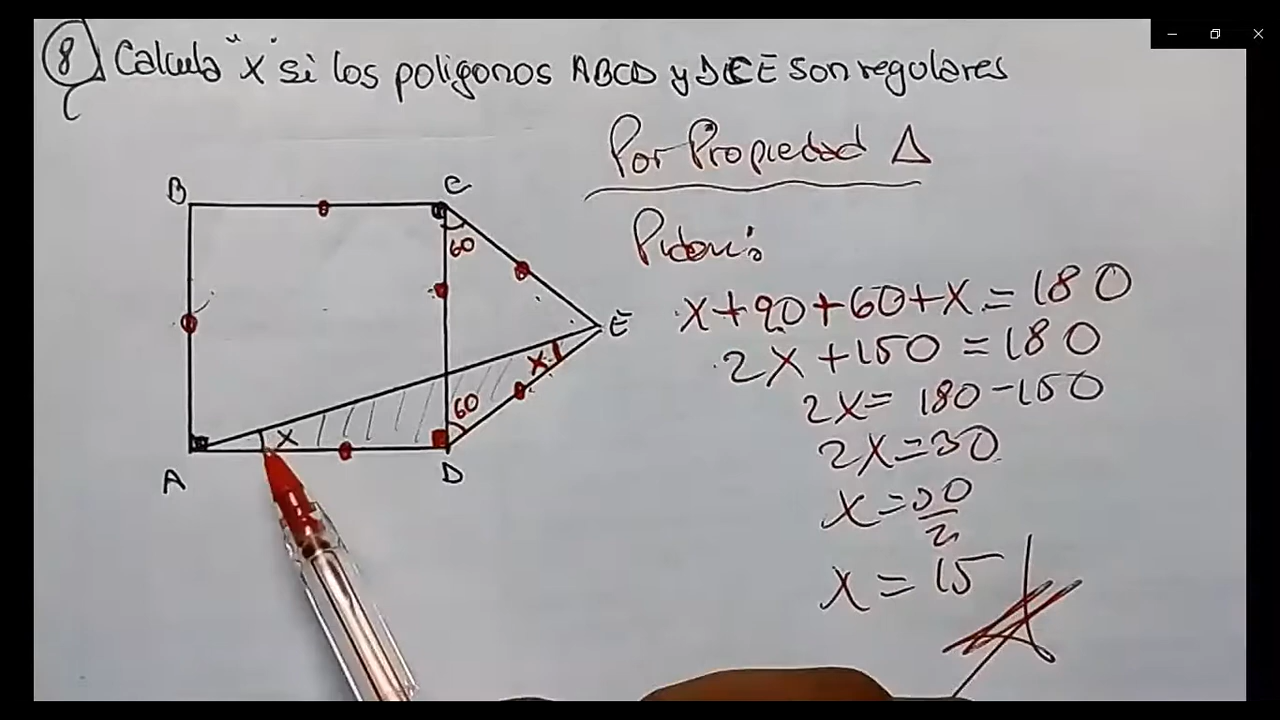 8 Calcula "x" si los poligonos ABCD y DCE son regulares
Por Propiedad Δ
Piden:
x+90+60+x=180
2x+150=180
2x=180-150
2x=30
x=30/2
x=15
B
C
60
E
x
60
x
A
D